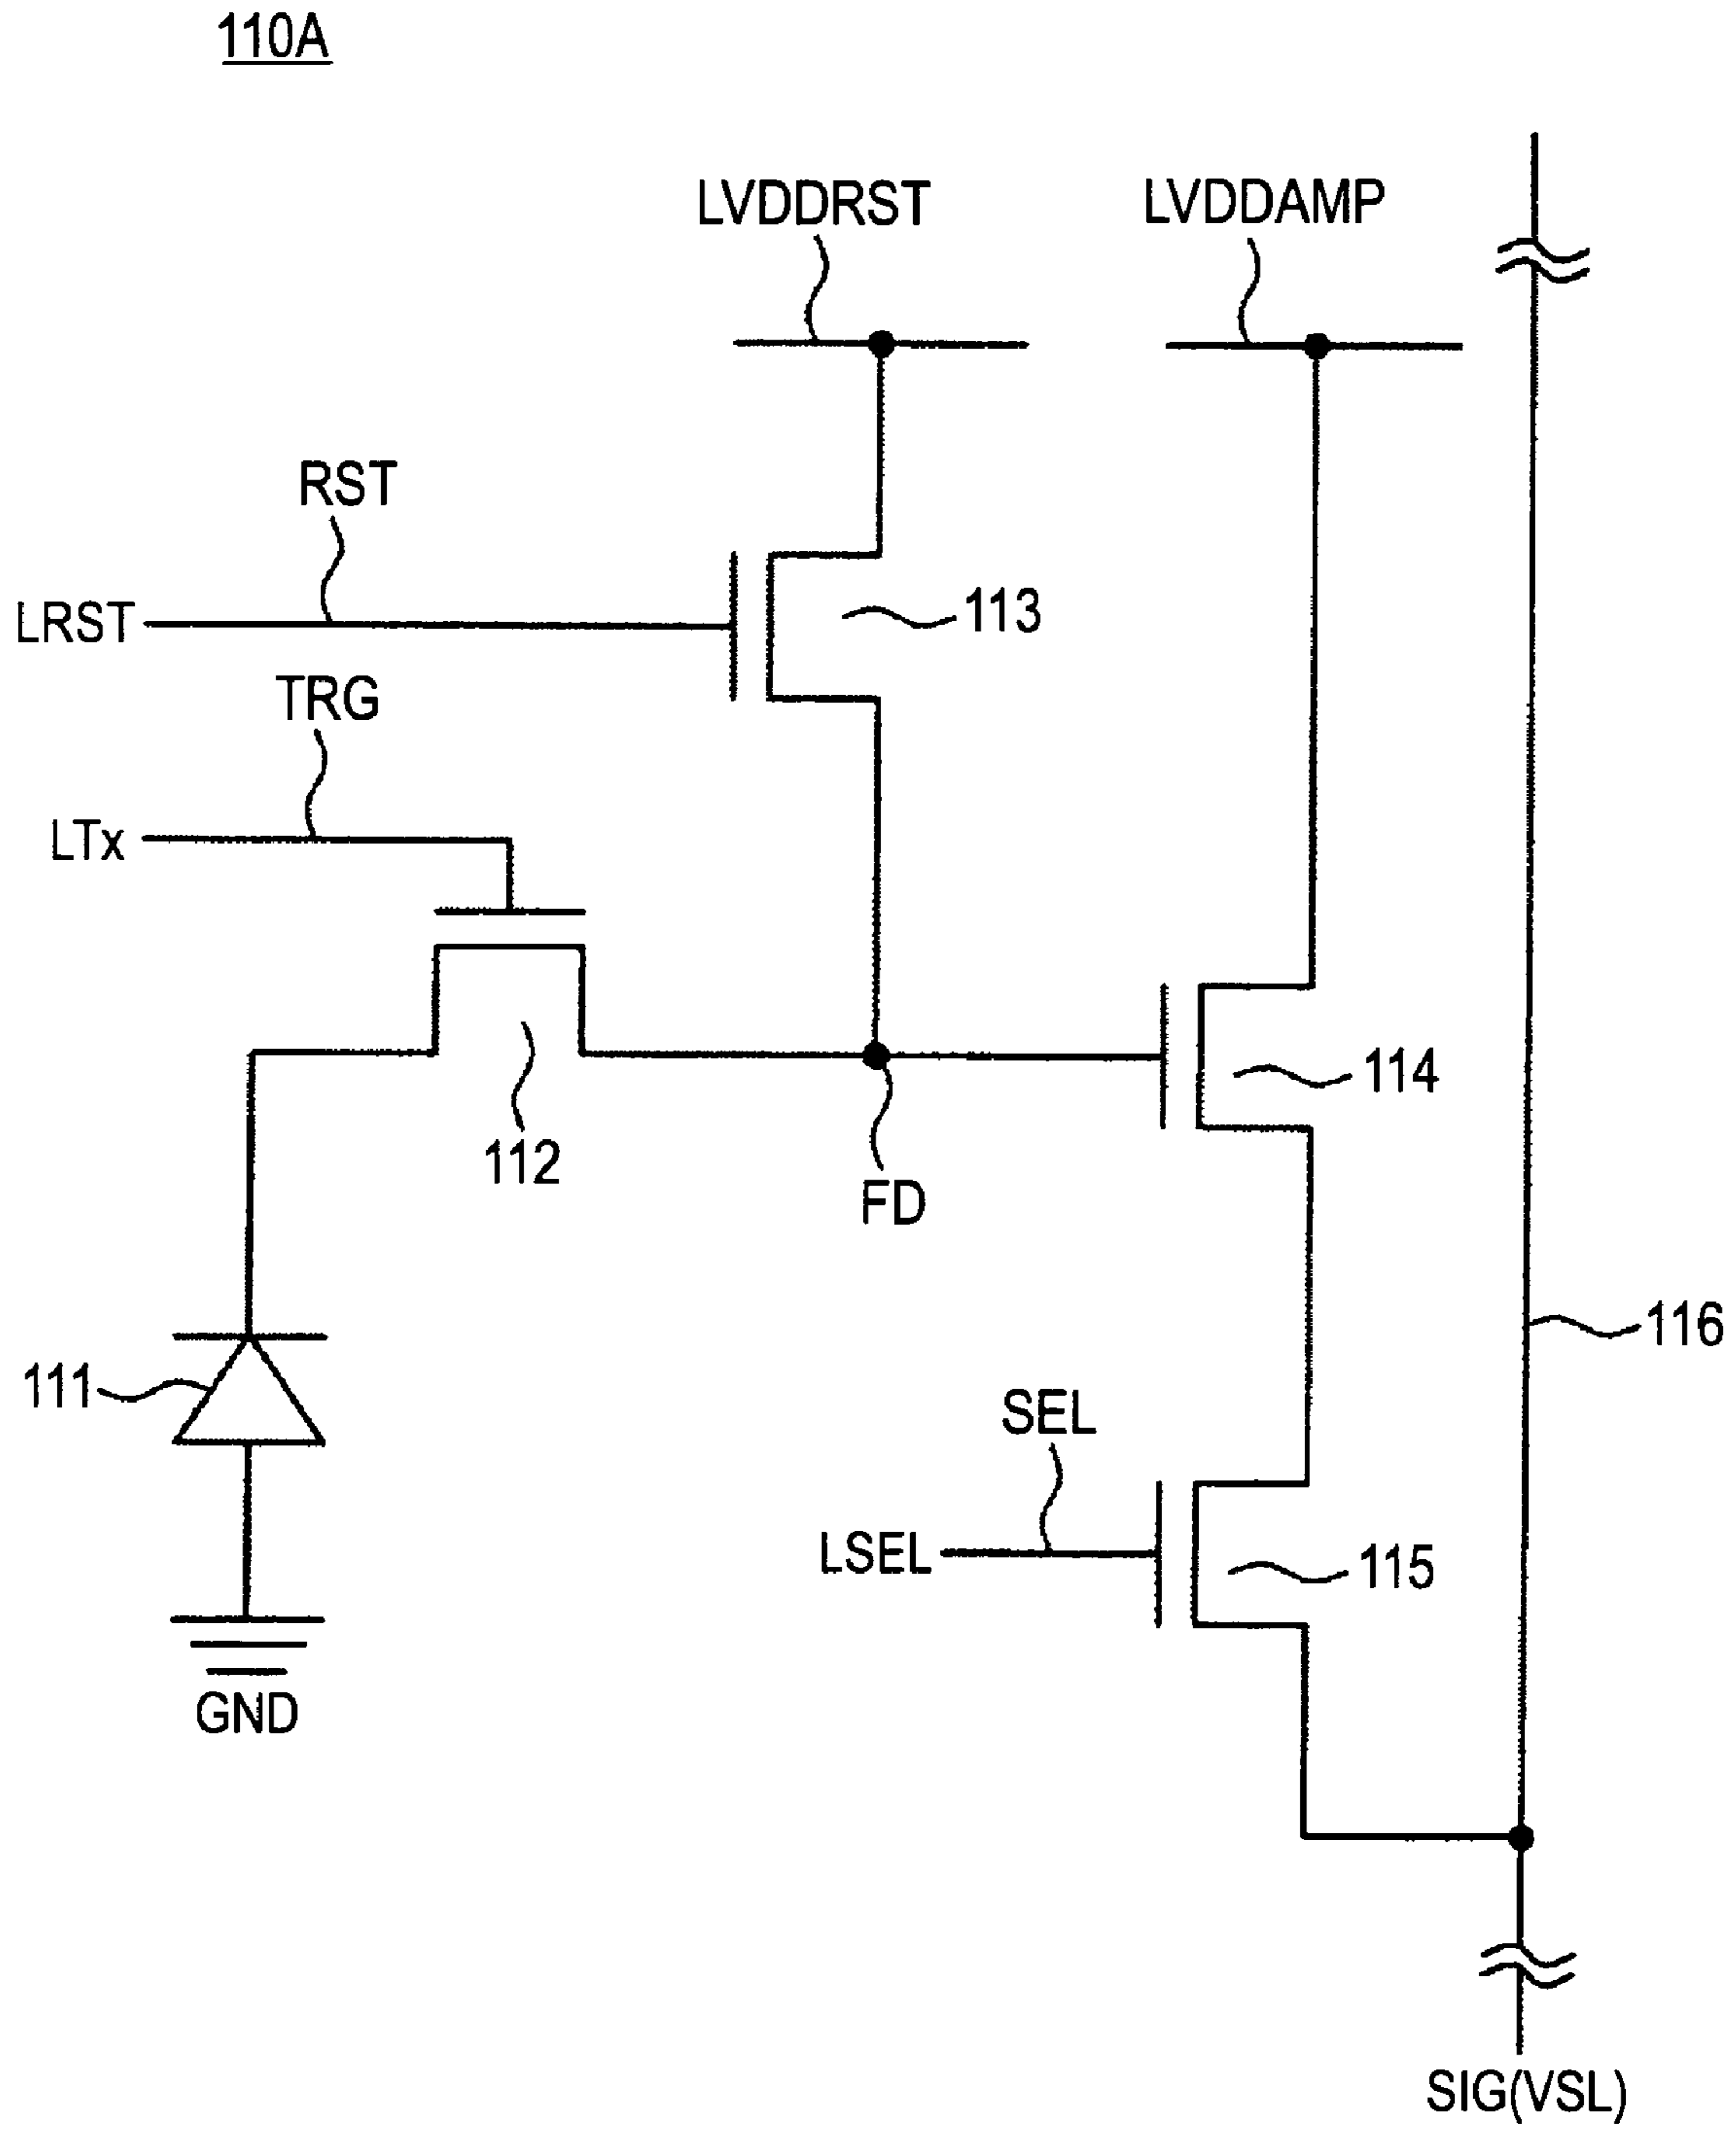 110A
LVDDRST
LVDDAMP
RST
LRST
113
TRG
LTx
114
112
FD
116
111
SEL
LSEL
115
GND
SIG(VSL)